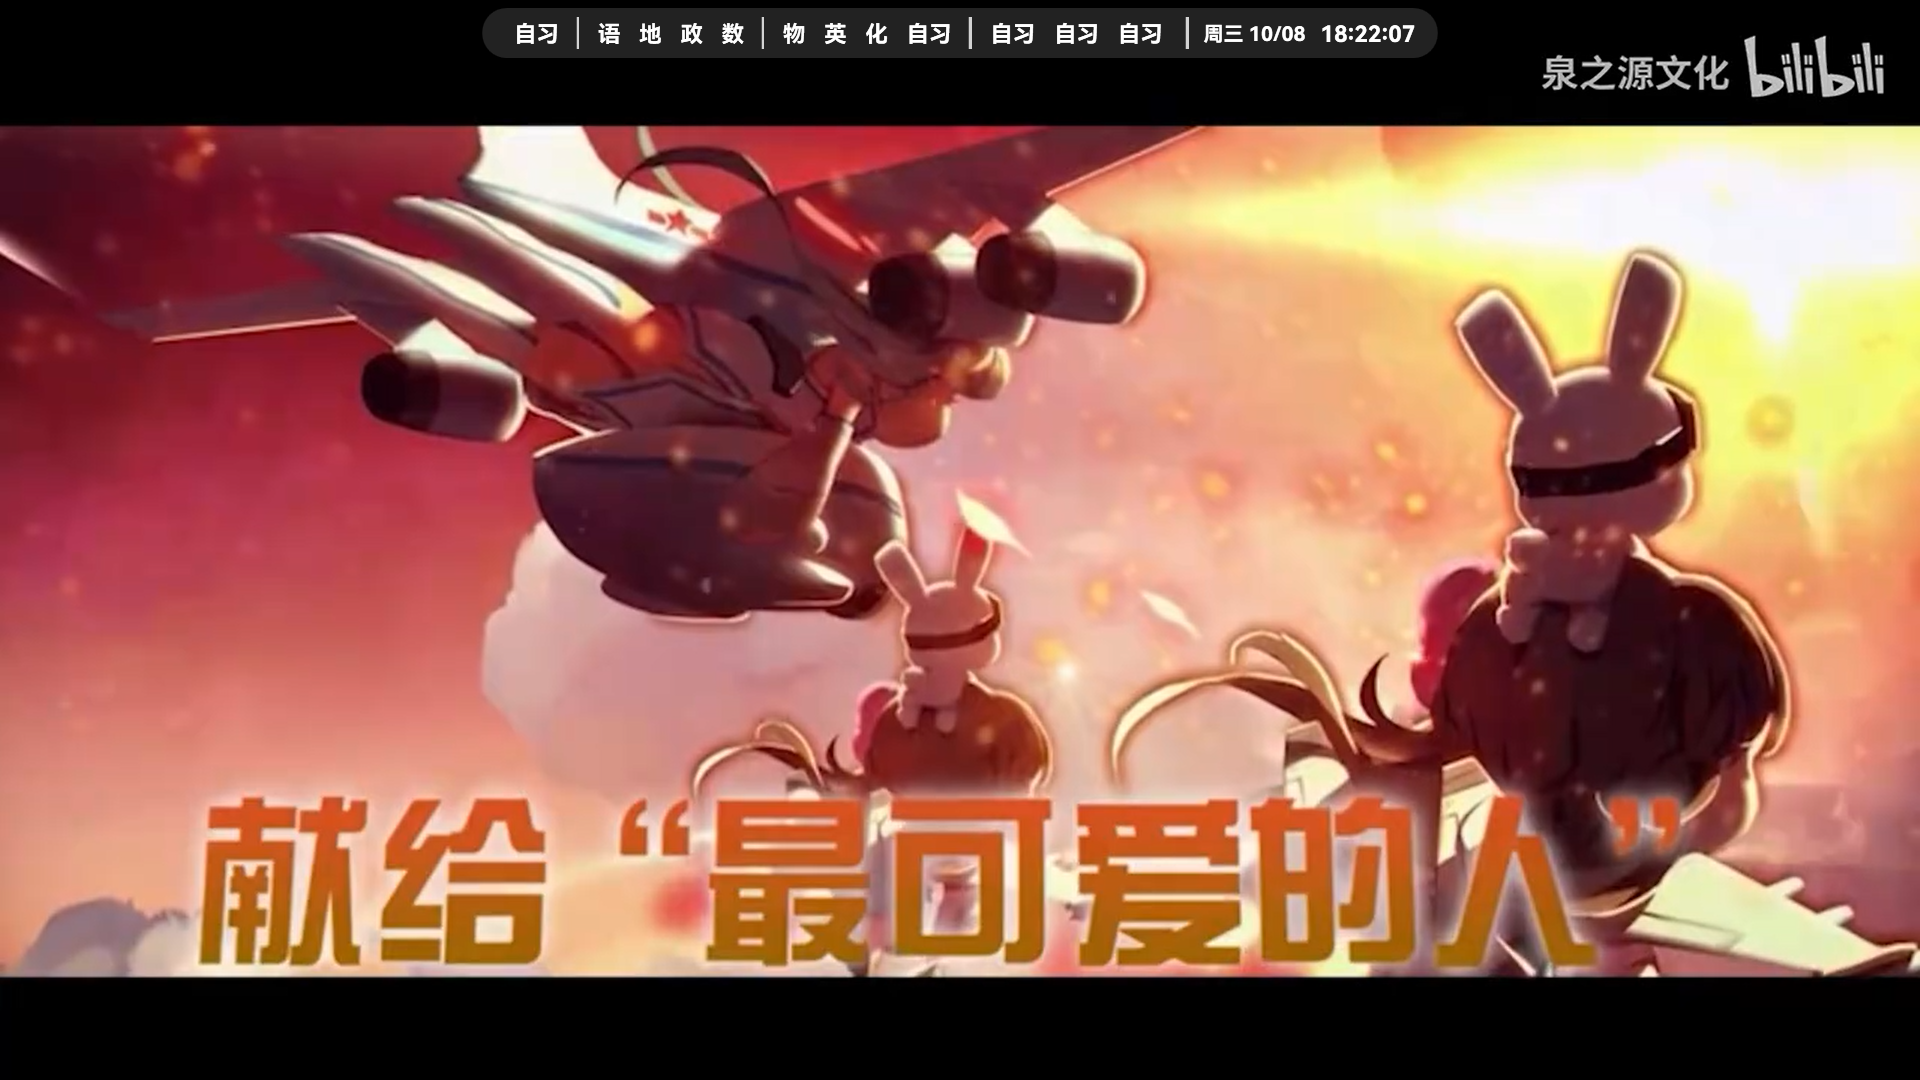 自习 | 语 地 政 数 | 物 英 化 自习 | 自习 自习 自习 | 周三 10/08 18:22:07
泉之源文化 bilibili
献给“最可爱的人”